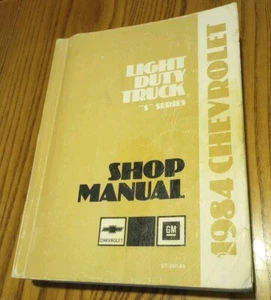 LIGHT
DUTY
TRUCK
"S" SERIES
SHOP
MANUAL
CHEVROLET
GM
1984 CHEVROLET